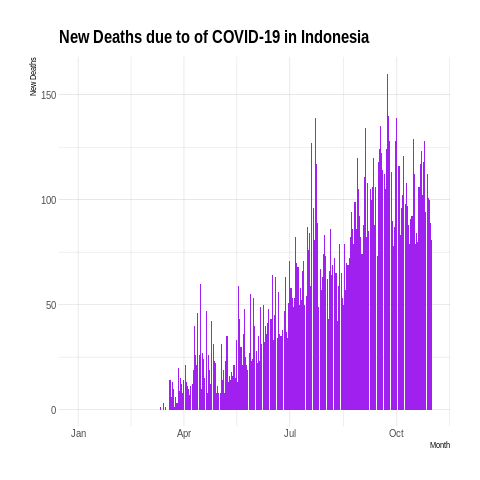 New Deaths due to of COVID-19 in Indonesia
New Deaths
150
100
50
0
Jan Apr Jul Oct
Month